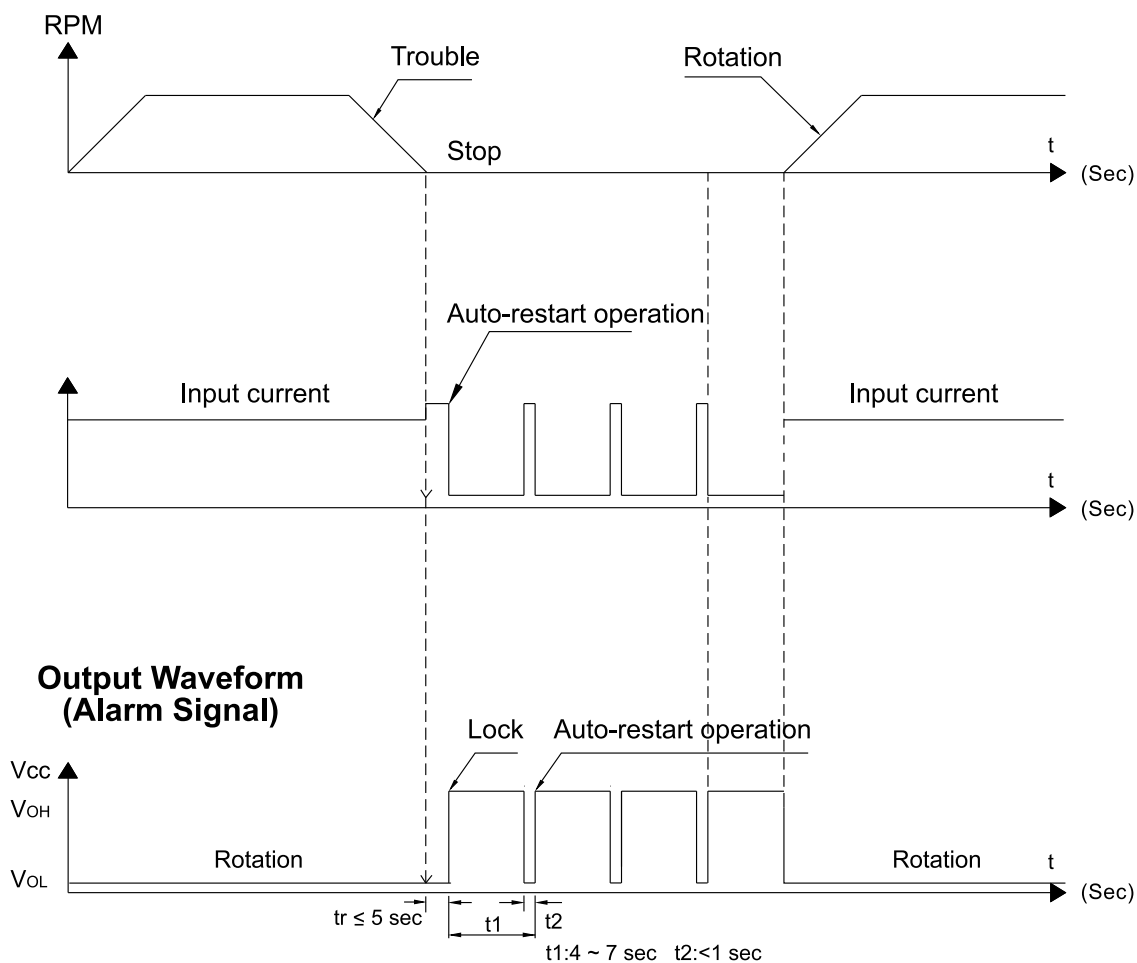 RPM
Trouble
Rotation
Stop
t
(Sec)
Auto-restart operation
Input current
Input current
t
(Sec)
Output Waveform
(Alarm Signal)
Lock
Auto-restart operation
Vcc
VOH
VOL
Rotation
Rotation
t
(Sec)
tr ≤ 5 sec
t1
t2
t1:4 ~ 7 sec t2:<1 sec